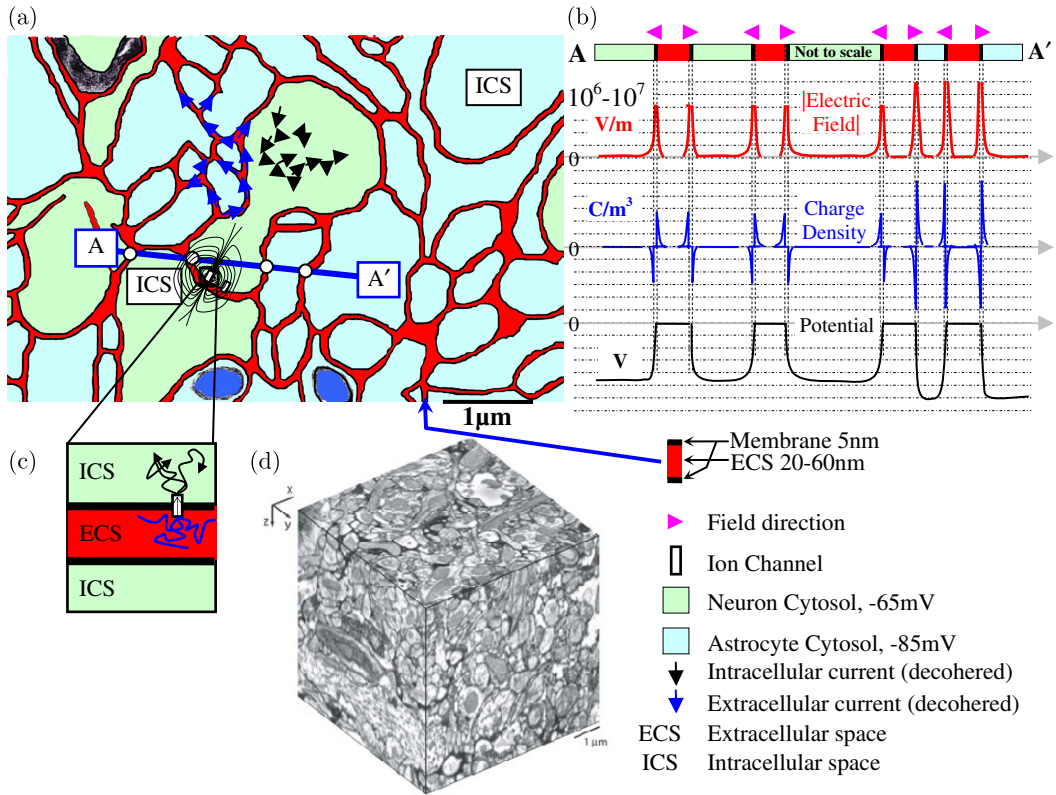 (a)
ICS
A
ICS
A′
1μm
(b)
A
Not to scale
A′
10⁶-10⁷
V/m
|Electric
Field|
0
C/m³
Charge
Density
0
0
Potential
V
Membrane 5nm
ECS 20-60nm
(c)
ICS
ECS
ICS
(d)
x
z
y
1 μm
Field direction
Ion Channel
Neuron Cytosol, -65mV
Astrocyte Cytosol, -85mV
Intracellular current (decohered)
Extracellular current (decohered)
ECS Extracellular space
ICS Intracellular space